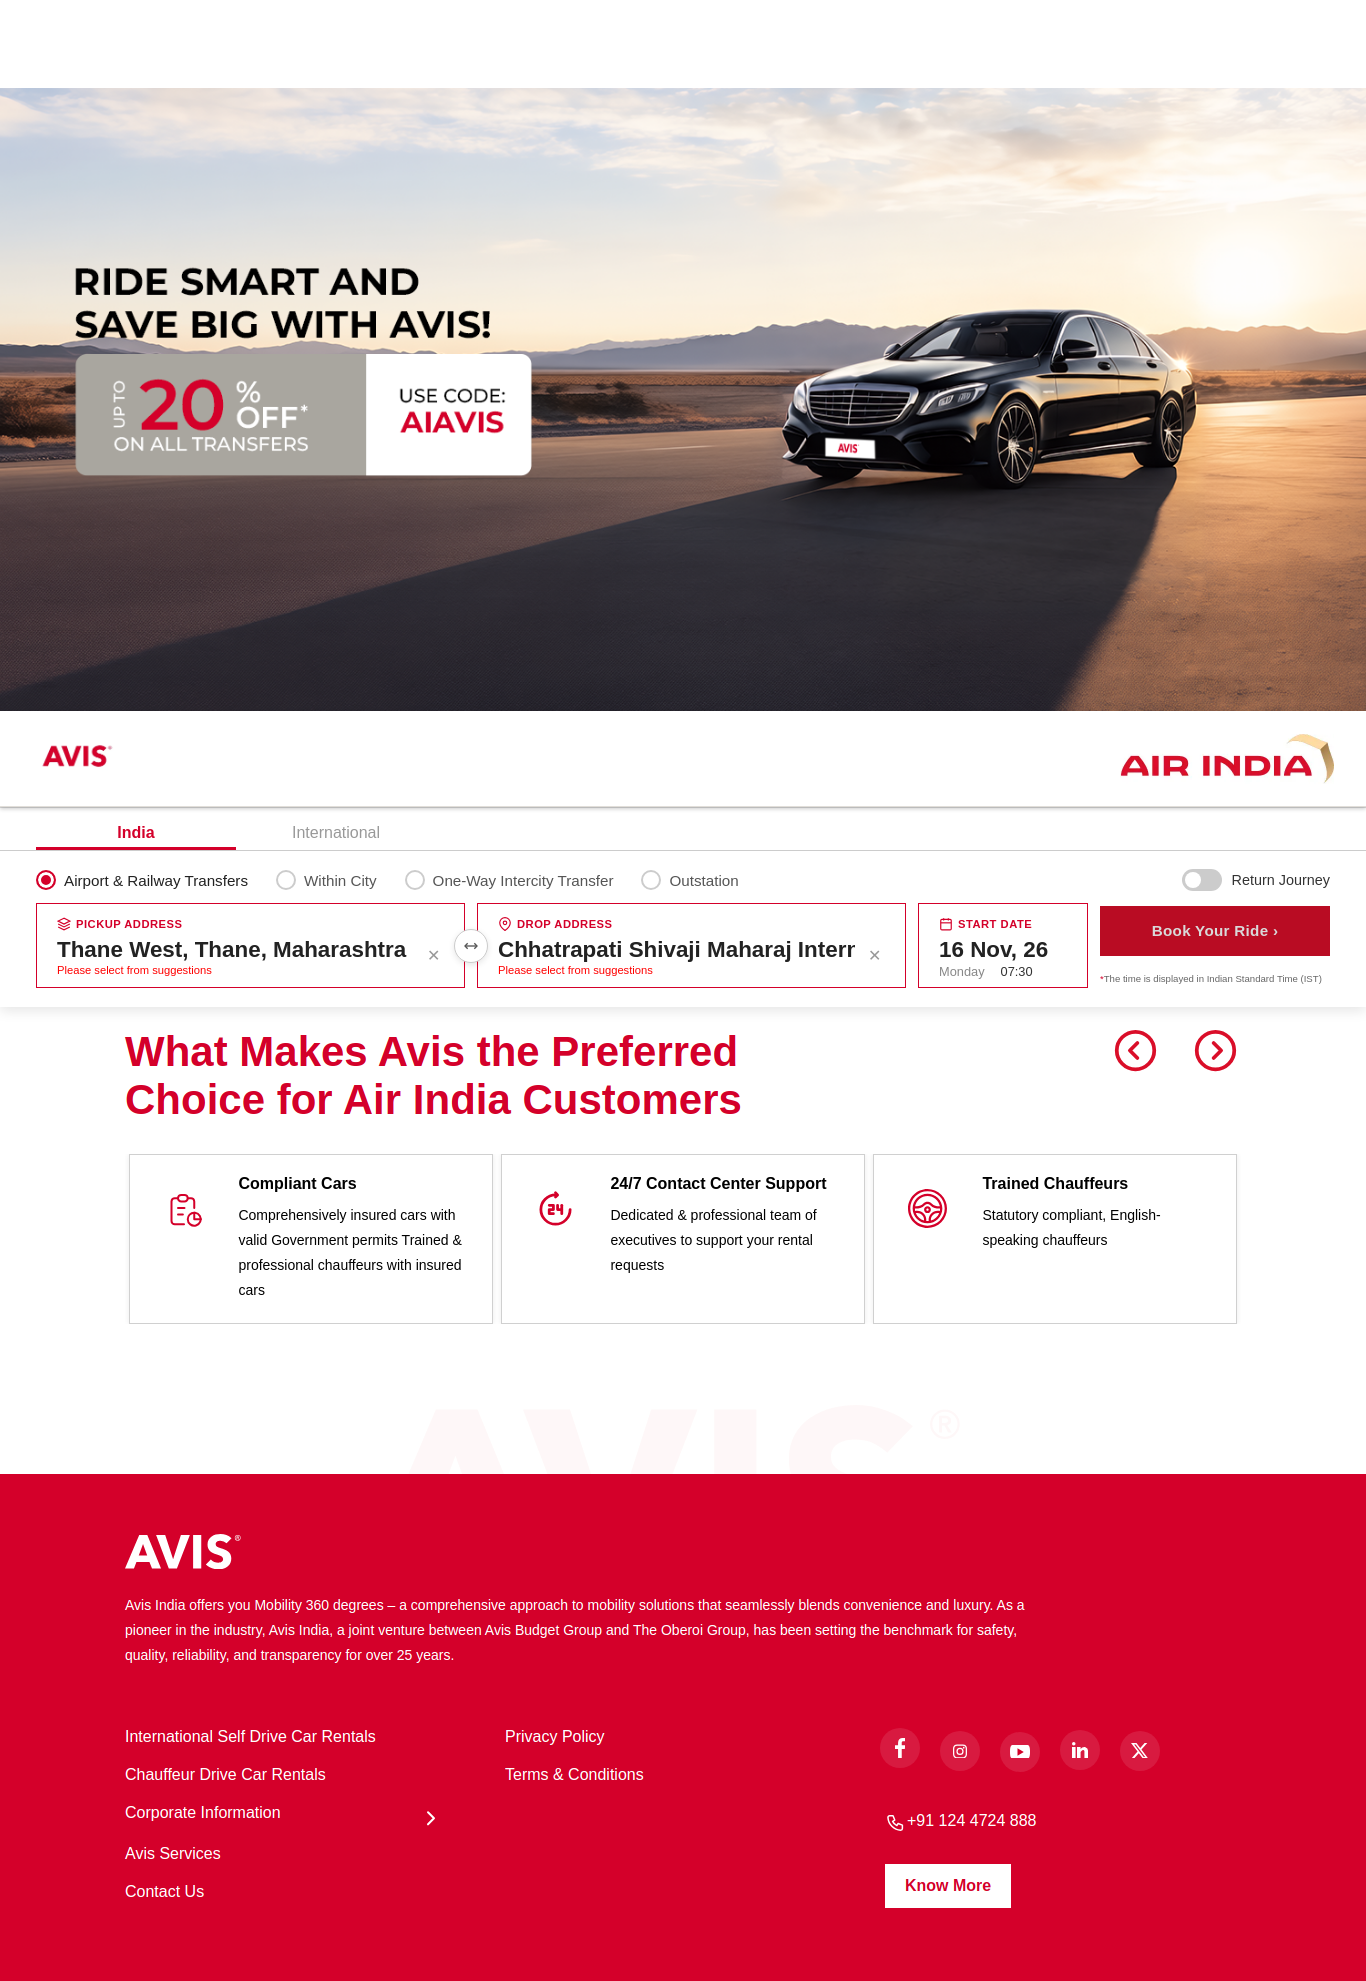 RIDE SMART AND
SAVE BIG WITH AVIS!
UP TO 20 % OFF*
ON ALL TRANSFERS
USE CODE:
AIAVIS
AVIS
AVIS®
AIR INDIA
India
International
Airport & Railway Transfers
Within City
One-Way Intercity Transfer
Outstation
Return Journey
PICKUP ADDRESS
Thane West, Thane, Maharashtra
Please select from suggestions
DROP ADDRESS
Chhatrapati Shivaji Maharaj Interr
Please select from suggestions
START DATE
16 Nov, 26
Monday 07:30
Book Your Ride ›
*The time is displayed in Indian Standard Time (IST)
What Makes Avis the Preferred
Choice for Air India Customers
Compliant Cars
Comprehensively insured cars with
valid Government permits Trained &
professional chauffeurs with insured
cars
24
24/7 Contact Center Support
Dedicated & professional team of
executives to support your rental
requests
Trained Chauffeurs
Statutory compliant, English-
speaking chauffeurs
AVIS®
AVIS®
Avis India offers you Mobility 360 degrees – a comprehensive approach to mobility solutions that seamlessly blends convenience and luxury. As a
pioneer in the industry, Avis India, a joint venture between Avis Budget Group and The Oberoi Group, has been setting the benchmark for safety,
quality, reliability, and transparency for over 25 years.
International Self Drive Car Rentals
Chauffeur Drive Car Rentals
Corporate Information
Avis Services
Contact Us
Privacy Policy
Terms & Conditions
+91 124 4724 888
Know More